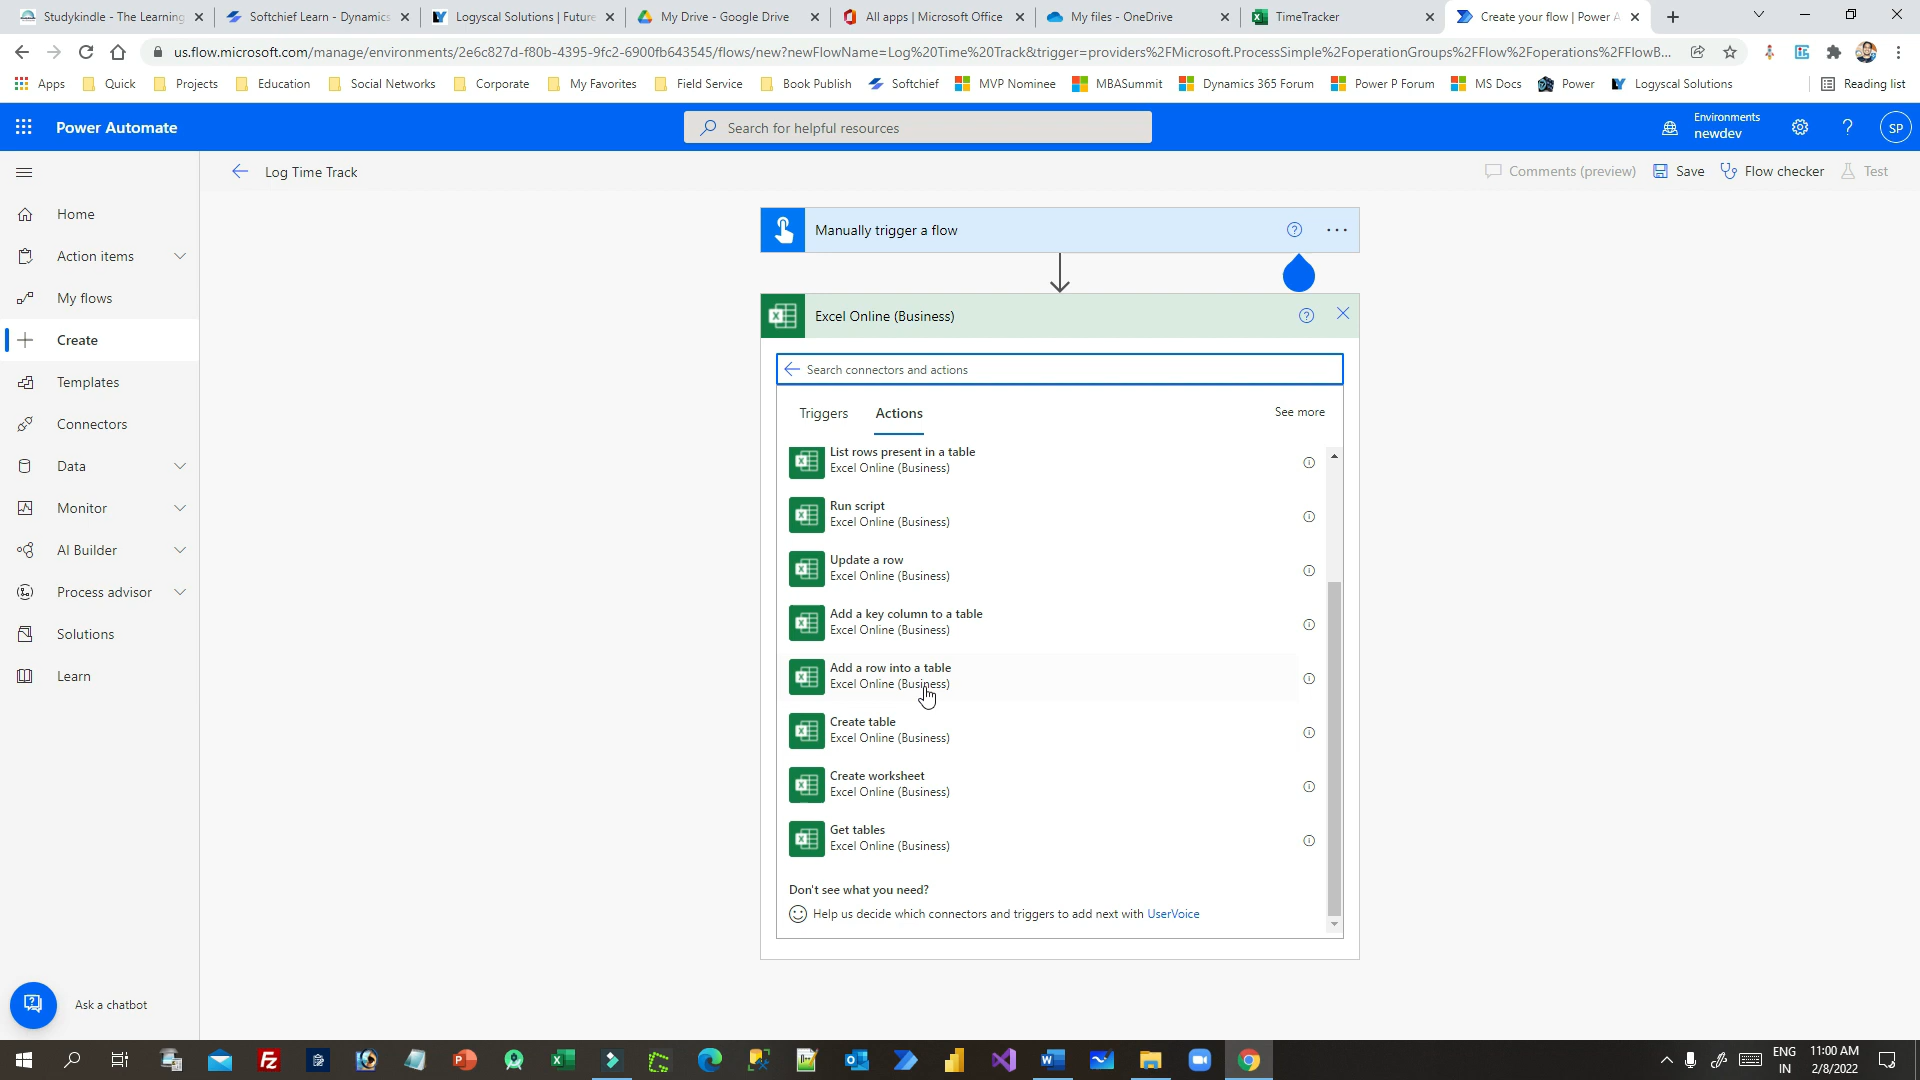 Studykindle - The Learning
Softchief Learn - Dynamics
Logyscal Solutions | Future
My Drive - Google Drive
All apps | Microsoft Office
My files - OneDrive
TimeTracker
Create your flow | Power A
us.flow.microsoft.com/manage/environments/2e6c827d-f80b-4395-9fc2-6900fb643545/flows/new?newFlowName=Log%20Time%20Track&trigger=providers%2FMicrosoft.ProcessSimple%2FoperationGroups%2FFlow%2Foperations%2FFlowB...
Apps
Quick
Projects
Education
Social Networks
Corporate
My Favorites
Field Service
Book Publish
Softchief
MVP Nominee
MBASummit
Dynamics 365 Forum
Power P Forum
MS Docs
Power
Logyscal Solutions
Reading list
Power Automate
Search for helpful resources
Environments
newdev
SP
Log Time Track
Comments (preview)
Save
Flow checker
Test
Home
Action items
My flows
Create
Templates
Connectors
Data
Monitor
AI Builder
Process advisor
Solutions
Learn
Ask a chatbot
Manually trigger a flow
Excel Online (Business)
Search connectors and actions
Triggers
Actions
See more
List rows present in a table
Excel Online (Business)
Run script
Excel Online (Business)
Update a row
Excel Online (Business)
Add a key column to a table
Excel Online (Business)
Add a row into a table
Excel Online (Business)
Create table
Excel Online (Business)
Create worksheet
Excel Online (Business)
Get tables
Excel Online (Business)
Don't see what you need?
Help us decide which connectors and triggers to add next with UserVoice
ENG
IN
11:00 AM
2/8/2022